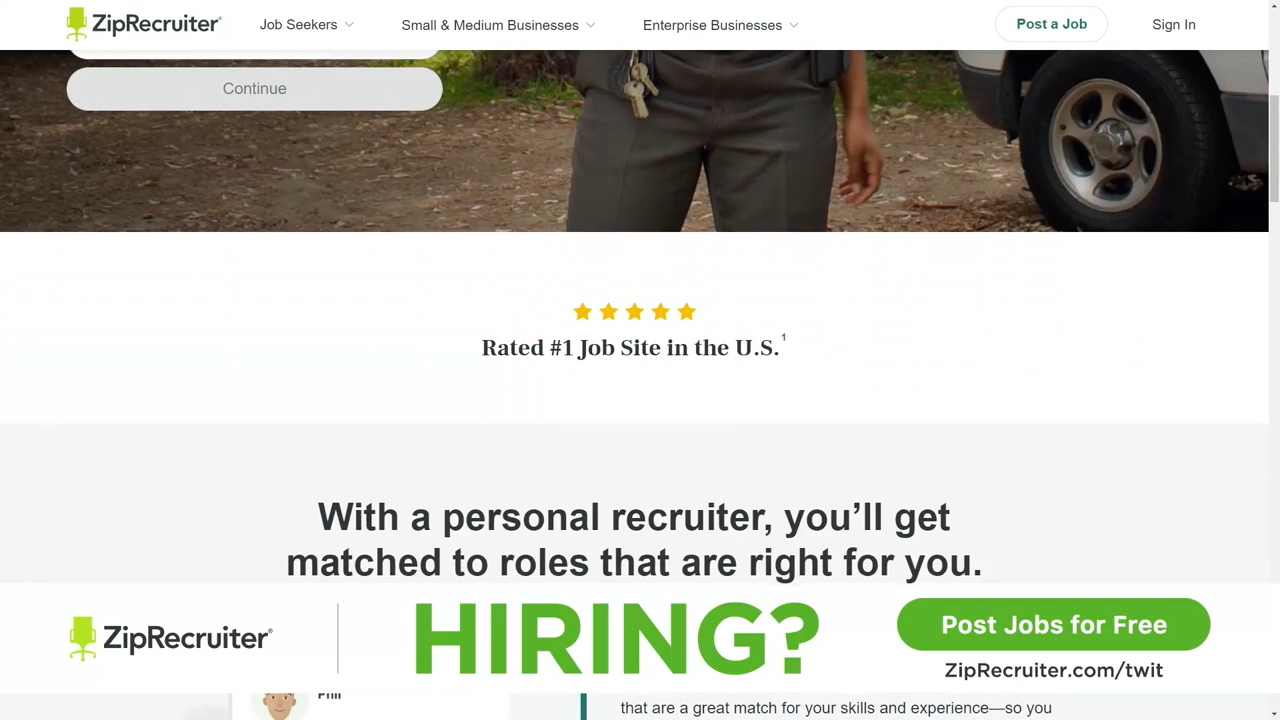 ZipRecruiter®
Job Seekers
Small & Medium Businesses
Enterprise Businesses
Post a Job
Sign In
Continue
Rated #1 Job Site in the U.S.¹
With a personal recruiter, you’ll get
matched to roles that are right for you.
ZipRecruiter®
HIRING?
Post Jobs for Free
ZipRecruiter.com/twit
Phil
that are a great match for your skills and experience—so you